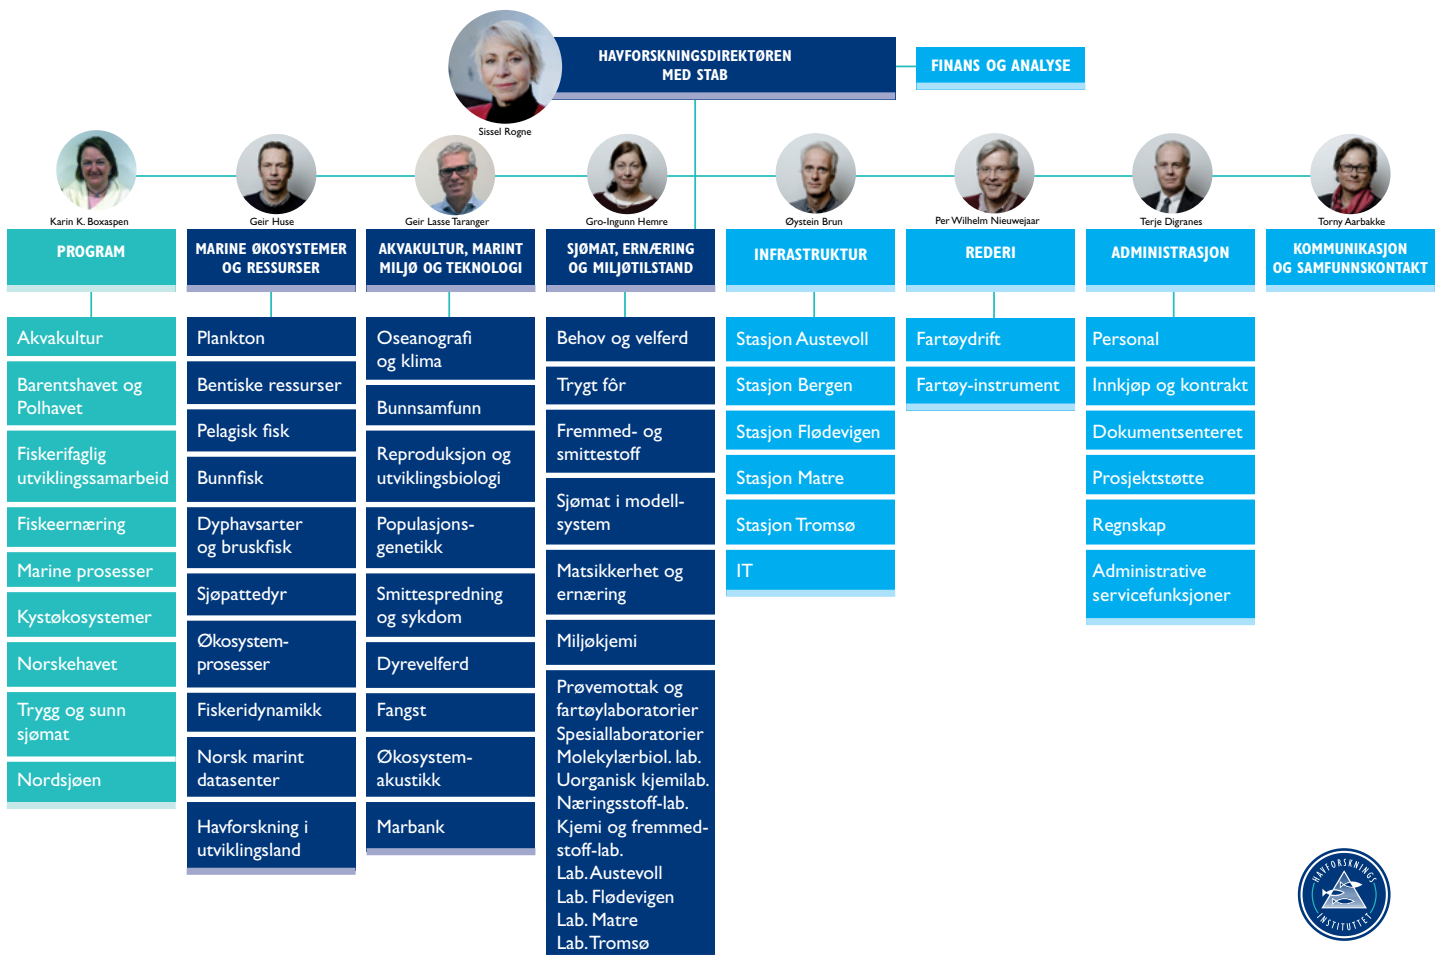 HAVFORSKNINGSDIREKTØREN
MED STAB
FINANS OG ANALYSE
Sissel Rogne
Karin K. Boxaspen
Geir Huse
Geir Lasse Taranger
Gro-Ingunn Hemre
Øystein Brun
Per Wilhelm Nieuwejaar
Terje Digranes
Torny Aarbakke
PROGRAM
Akvakultur
Barentshavet og
Polhavet
Fiskerifaglig
utviklingssamarbeid
Fiskeernæring
Marine prosesser
Kystøkosystemer
Norskehavet
Trygg og sunn
sjømat
Nordsjøen
MARINE ØKOSYSTEMER
OG RESSURSER
Plankton
Bentiske ressurser
Pelagisk fisk
Bunnfisk
Dyphavsarter
og bruskfisk
Sjøpattedyr
Økosystem-
prosesser
Fiskeridynamikk
Norsk marint
datasenter
Havforskning i
utviklingsland
AKVAKULTUR, MARINT
MILJØ OG TEKNOLOGI
Oseanografi
og klima
Bunnsamfunn
Reproduksjon og
utviklingsbiologi
Populasjons-
genetikk
Smittespredning
og sykdom
Dyrevelferd
Fangst
Økosystem-
akustikk
Marbank
SJØMAT, ERNÆRING
OG MILJØTILSTAND
Behov og velferd
Trygt fôr
Fremmed- og
smittestoff
Sjømat i modell-
system
Matsikkerhet og
ernæring
Miljøkjemi
Prøvemottak og
fartøylaboratorier
Spesiallaboratorier
Molekylærbiol. lab.
Uorganisk kjemilab.
Næringsstoff-lab.
Kjemi og fremmed-
stoff-lab.
Lab. Austevoll
Lab. Flødevigen
Lab. Matre
Lab. Tromsø
INFRASTRUKTUR
Stasjon Austevoll
Stasjon Bergen
Stasjon Flødevigen
Stasjon Matre
Stasjon Tromsø
IT
REDERI
Fartøydrift
Fartøy-instrument
ADMINISTRASJON
Personal
Innkjøp og kontrakt
Dokumentsenteret
Prosjektstøtte
Regnskap
Administrative
servicefunksjoner
KOMMUNIKASJON
OG SAMFUNNSKONTAKT
HAVFORSKNINGS
INSTITUTTET